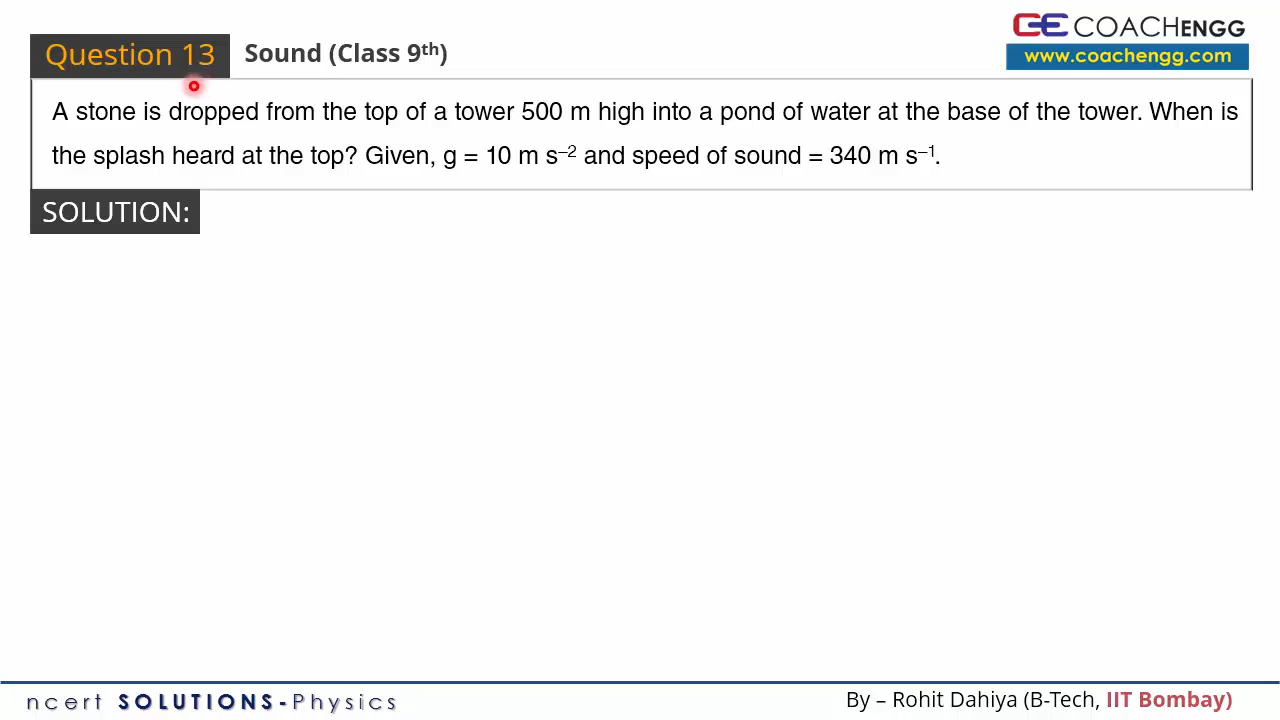 Question 13
Sound (Class 9th)
CE COACHENGG
www.coachengg.com
A stone is dropped from the top of a tower 500 m high into a pond of water at the base of the tower. When is
the splash heard at the top? Given, g = 10 m s⁻² and speed of sound = 340 m s⁻¹.
SOLUTION:
ncert SOLUTIONS-Physics
By – Rohit Dahiya (B-Tech, IIT Bombay)